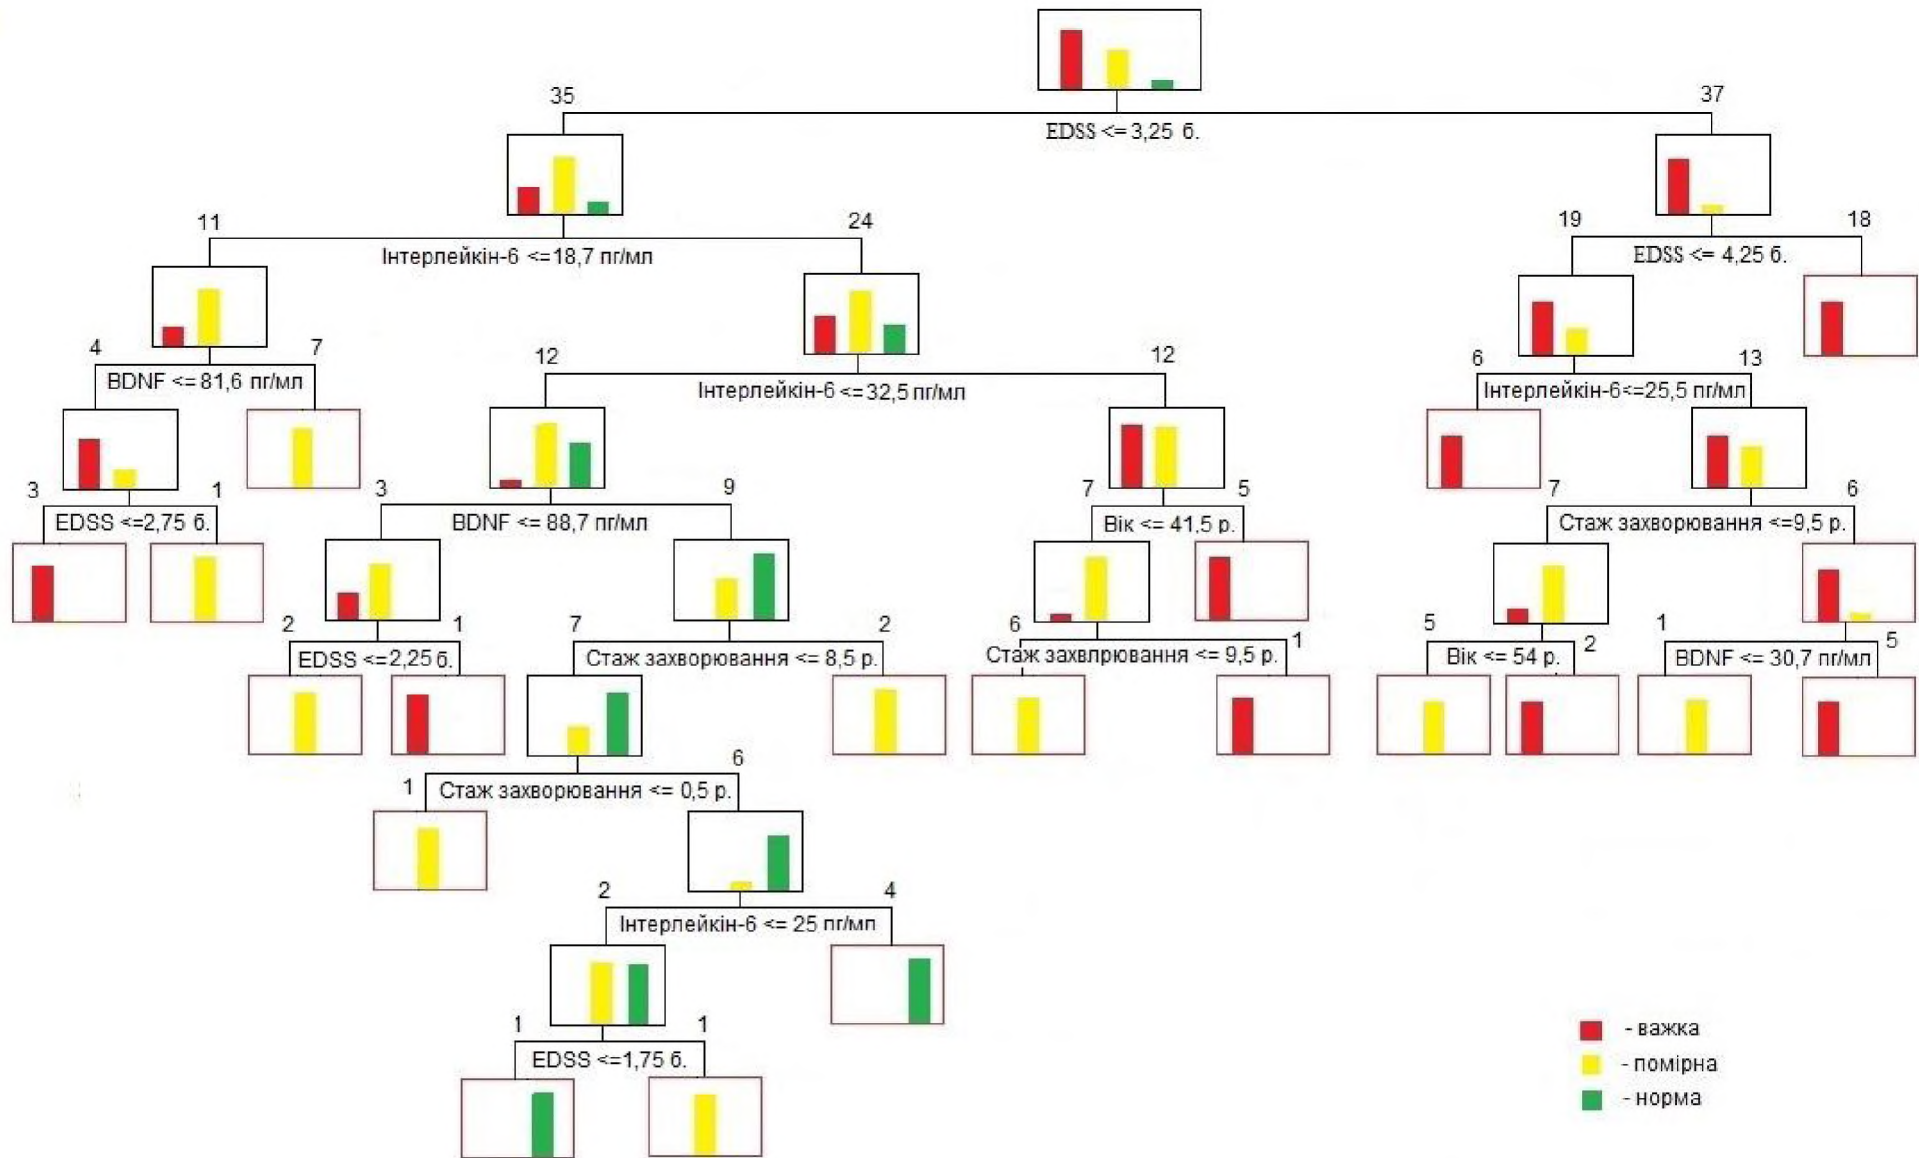 35
37
EDSS <= 3,25 б.
11
24
19
18
Інтерлейкін-6 <=18,7 пг/мл
EDSS <= 4,25 б.
4
7
12
12
6
13
BDNF <= 81,6 пг/мл
Інтерлейкін-6 <=32,5 пг/мл
Інтерлейкін-6<=25,5 пг/мл
3
1
3
9
7
5
7
6
EDSS <=2,75 б.
BDNF <= 88,7 пг/мл
Вік <= 41,5 р.
Стаж захворювання <=9,5 р.
2
1
7
2
6
1
5
2
1
5
EDSS <=2,25 б.
Стаж захворювання <= 8,5 р.
Стаж захвлрювання <= 9,5 р.
Вік <= 54 р.
BDNF <= 30,7 пг/мл
1
6
Стаж захворювання <= 0,5 р.
2
4
Інтерлейкін-6 <= 25 пг/мл
1
1
EDSS <=1,75 б.
- важка
- помірна
- норма